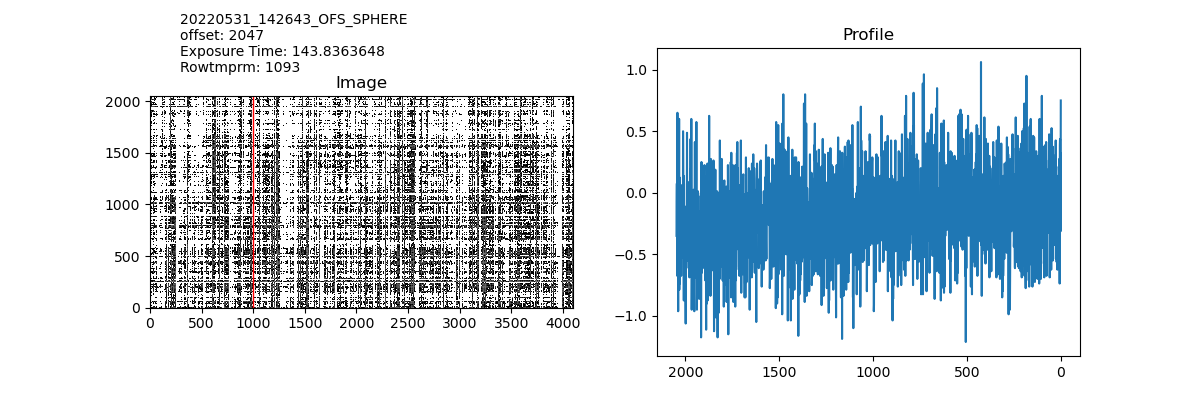 20220531_142643_OFS_SPHERE
offset: 2047
Exposure Time: 143.8363648
Rowtmprm: 1093
Image
2000
1500
1000
500
0
0 500 1000 1500 2000 2500 3000 3500 4000
Profile
1.0
0.5
0.0
−0.5
−1.0
2000 1500 1000 500 0